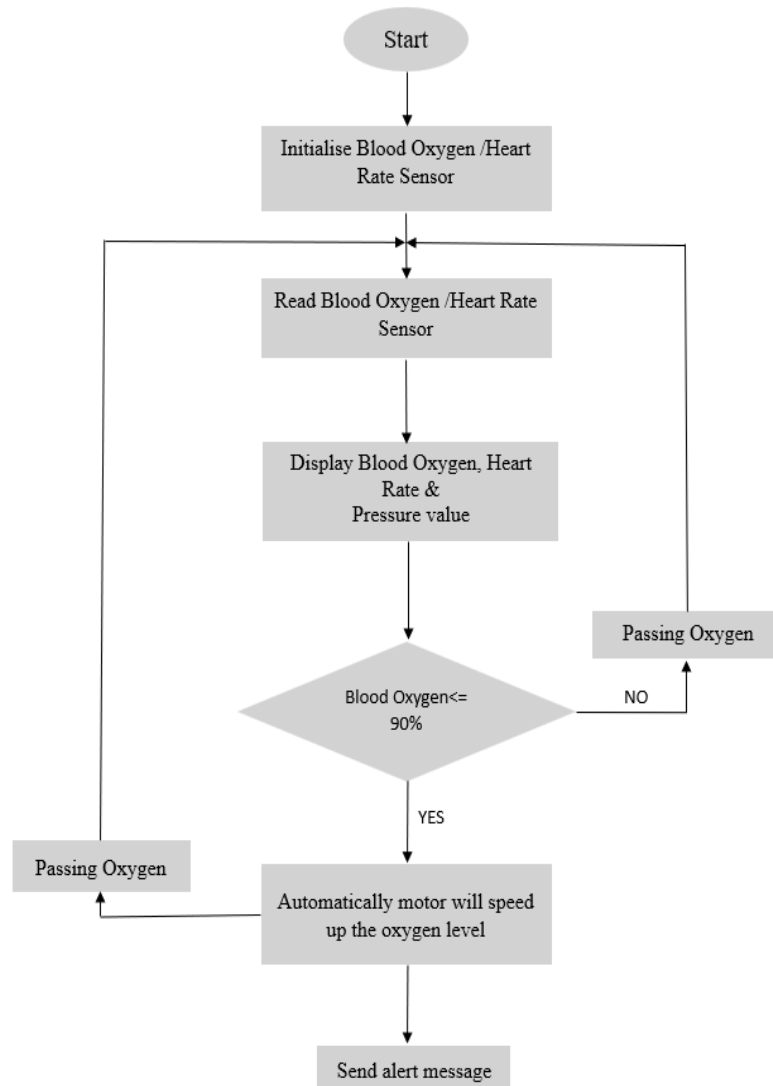 Start
Initialise Blood Oxygen /Heart
Rate Sensor
Read Blood Oxygen /Heart Rate
Sensor
Display Blood Oxygen, Heart
Rate &
Pressure value
Passing Oxygen
Blood Oxygen<=
90%
NO
YES
Passing Oxygen
Automatically motor will speed
up the oxygen level
Send alert message